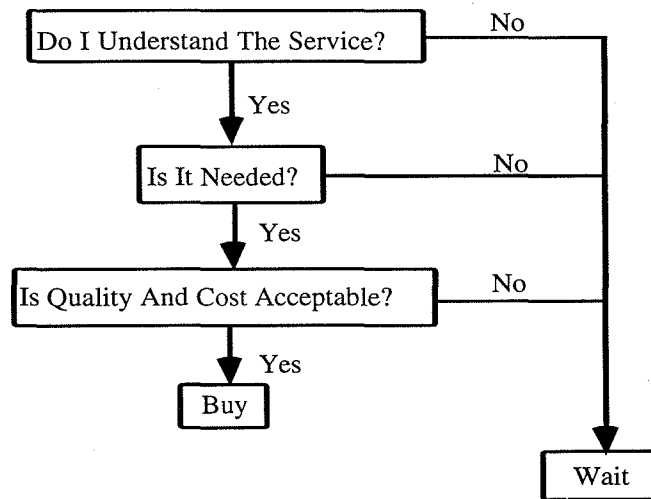 Do I Understand The Service?
No
Yes
Is It Needed?
No
Yes
Is Quality And Cost Acceptable?
No
Yes
Buy
Wait